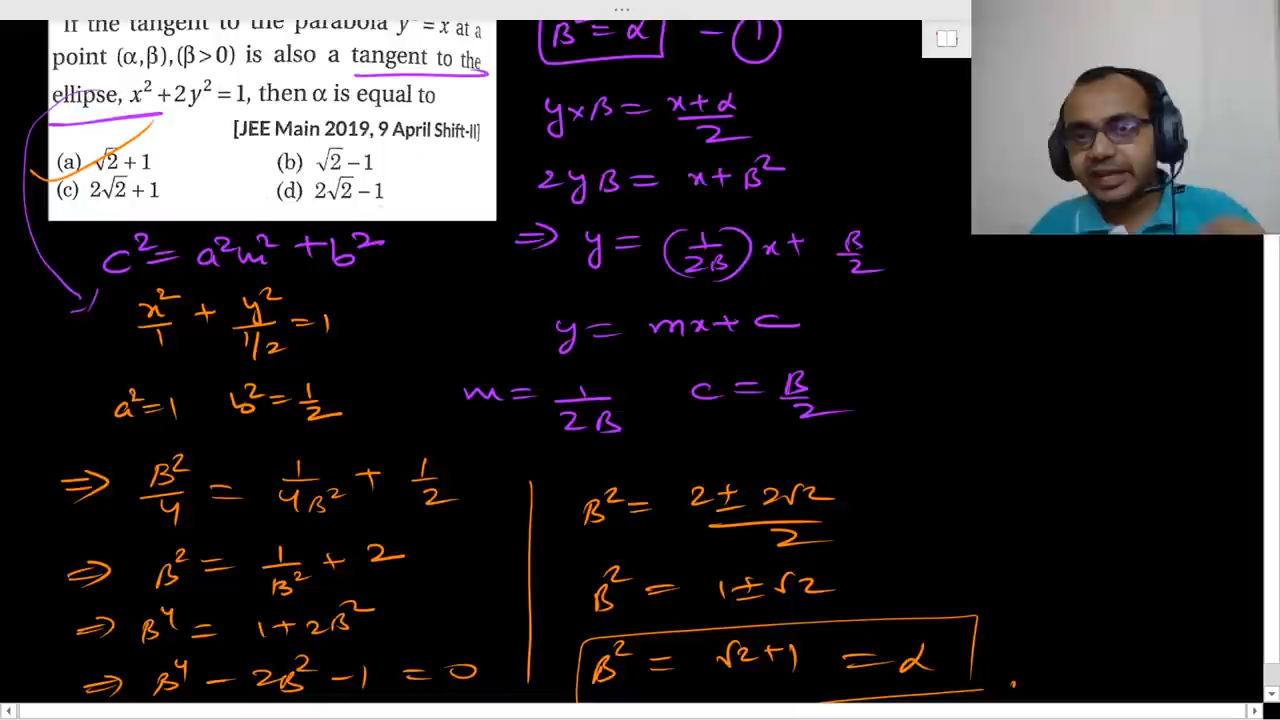 If the tangent to the parabola y² = x at a
point (α,β),(β>0) is also a tangent to the
ellipse, x² + 2y² = 1, then α is equal to
[JEE Main 2019, 9 April Shift-II]
(a) √2 + 1 (b) √2 − 1
(c) 2√2 + 1 (d) 2√2 − 1
c² = a²m² + b²
x²/1 + y²/1/2 = 1
a² = 1 b² = 1/2
⇒ β²/4 = 1/4β² + 1/2
⇒ β² = 1/β² + 2
⇒ β⁴ = 1 + 2β²
⇒ β⁴ − 2β² − 1 = 0
β² = α — ①
y×β = x+α/2
2yβ = x + β²
⇒ y = (1/2β) x + β/2
y = mx + c
m = 1/2β c = β/2
β² = 2 ± 2√2/2
β² = 1 ± √2
β² = √2 + 1 = α